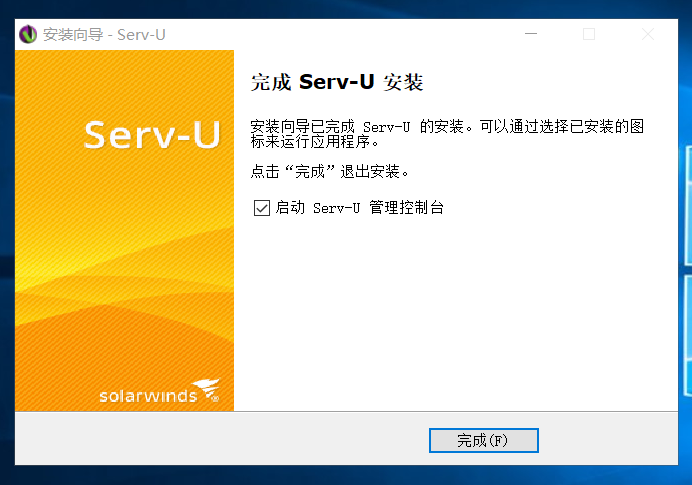 安装向导 - Serv-U
Serv-U
完成 Serv-U 安装
安装向导已完成 Serv-U 的安装。可以通过选择已安装的图
标来运行应用程序。
点击“完成”退出安装。
启动 Serv-U 管理控制台
solarwinds®
完成(F)